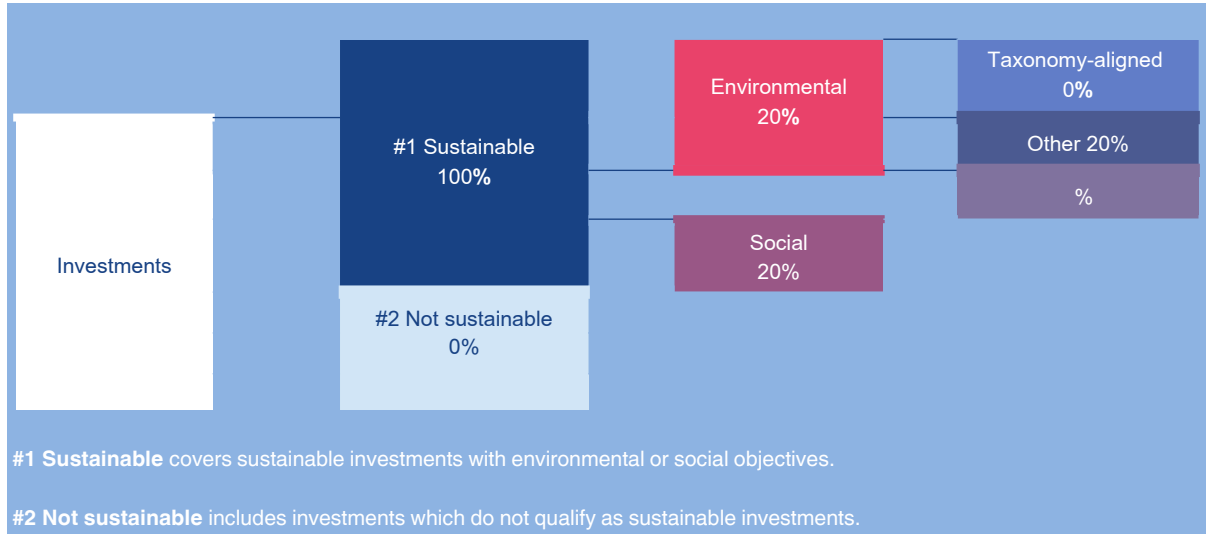 Investments
#1 Sustainable
100%
#2 Not sustainable
0%
Environmental
20%
Social
20%
Taxonomy-aligned
0%
Other 20%
%
#1 Sustainable covers sustainable investments with environmental or social objectives.
#2 Not sustainable includes investments which do not qualify as sustainable investments.